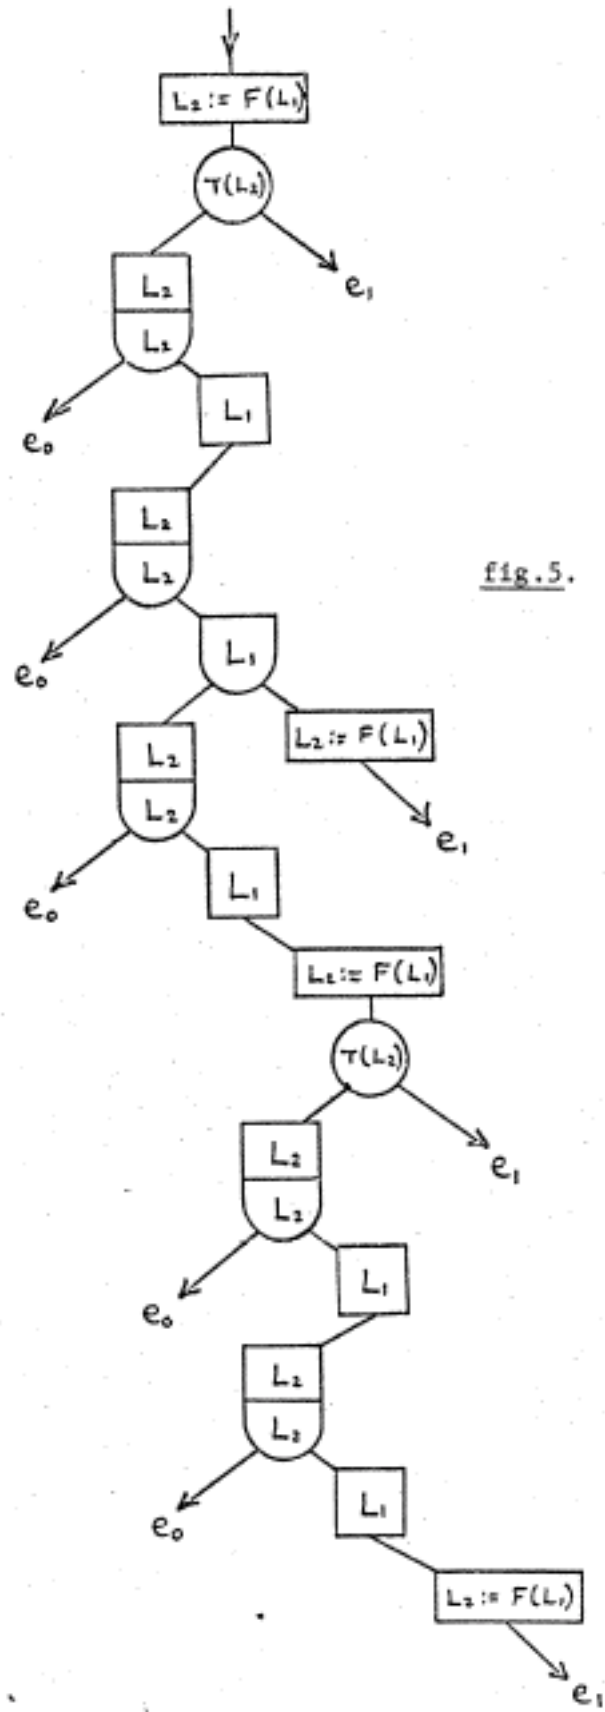 L₂ := F(L₁)
T(L₂)
e₁
L₂
L₂
e₀
L₁
L₂
L₂
fig.5.
e₀
L₁
L₂
L₂ := F(L₁)
L₂
e₁
e₀
L₁
L₂ := F(L₁)
T(L₂)
L₂
e₁
L₂
e₀
L₁
L₂
L₂
e₀
L₁
L₂ := F(L₁)
e₁